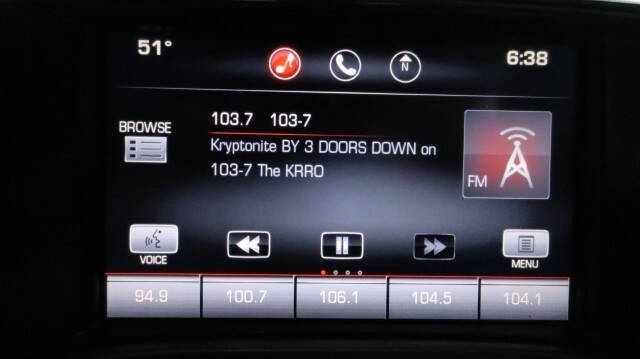 51°
N
6:38
103.7 103-7
BROWSE
Kryptonite BY 3 DOORS DOWN on
103-7 The KRRO
FM
VOICE
MENU
94.9 100.7 106.1 104.5 104.1